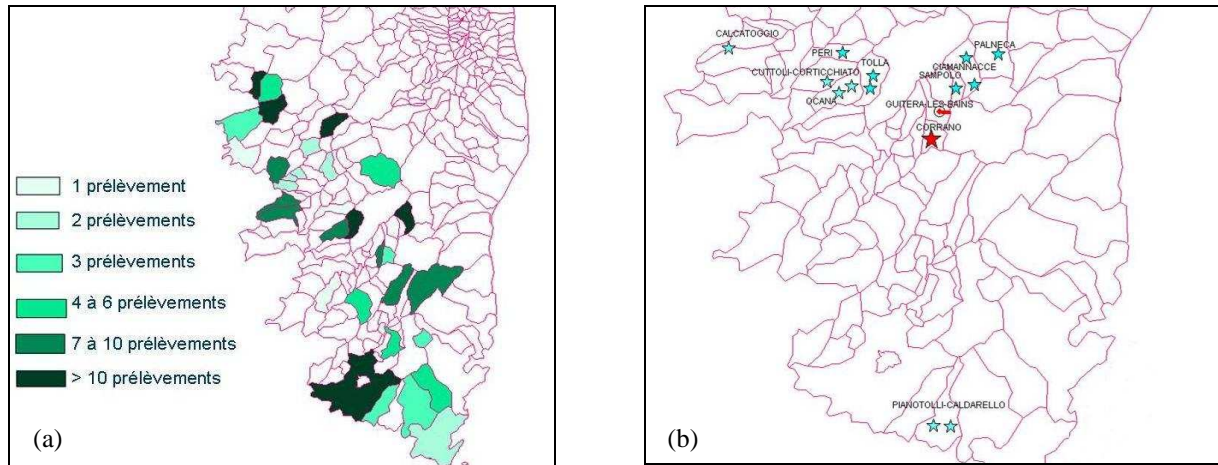 1 prélèvement
2 prélèvements
3 prélèvements
4 à 6 prélèvements
7 à 10 prélèvements
> 10 prélèvements
(a)
CALCATOGGIO
PERI
PALNECA
TOLLA
CIAMANNACCE
CUTTOLI-CORTICCHIATO
SAMPOLO
OCANA
GUITERA-LES-BAINS
CORRANO
PIANOTOLLI-CALDARELLO
(b)